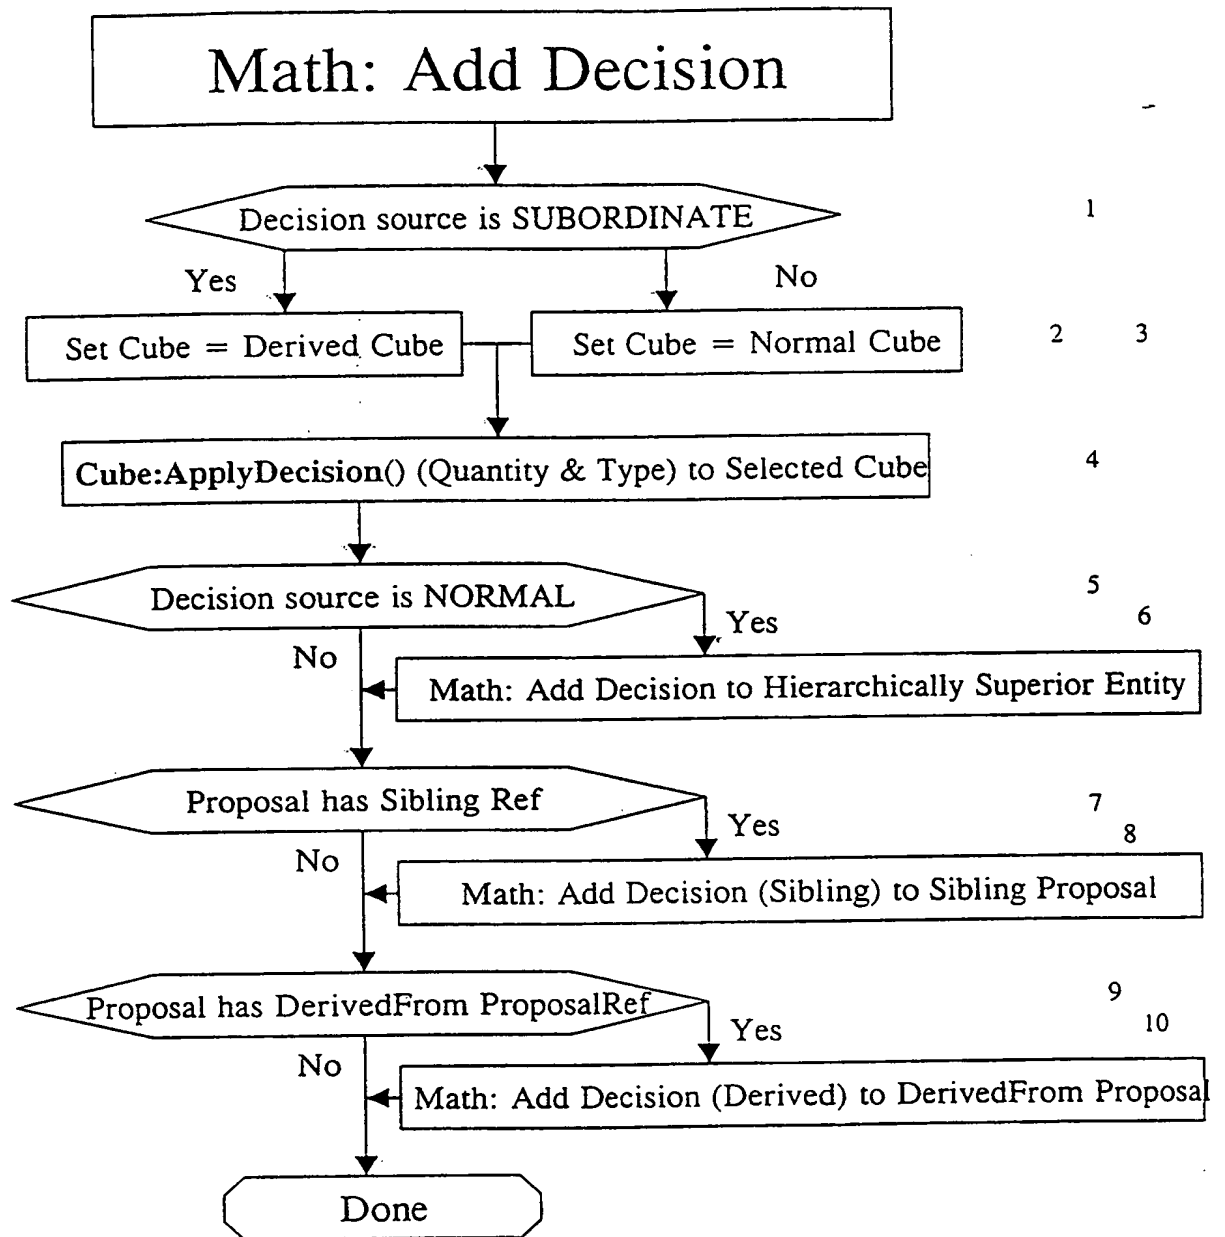 Math: Add Decision
Decision source is SUBORDINATE
1
Yes
No
Set Cube = Derived Cube
Set Cube = Normal Cube
2
3
Cube:ApplyDecision() (Quantity & Type) to Selected Cube
4
Decision source is NORMAL
5
Yes
6
No
Math: Add Decision to Hierarchically Superior Entity
Proposal has Sibling Ref
7
Yes
8
No
Math: Add Decision (Sibling) to Sibling Proposal
Proposal has DerivedFrom ProposalRef
9
Yes
10
No
Math: Add Decision (Derived) to DerivedFrom Proposal
Done